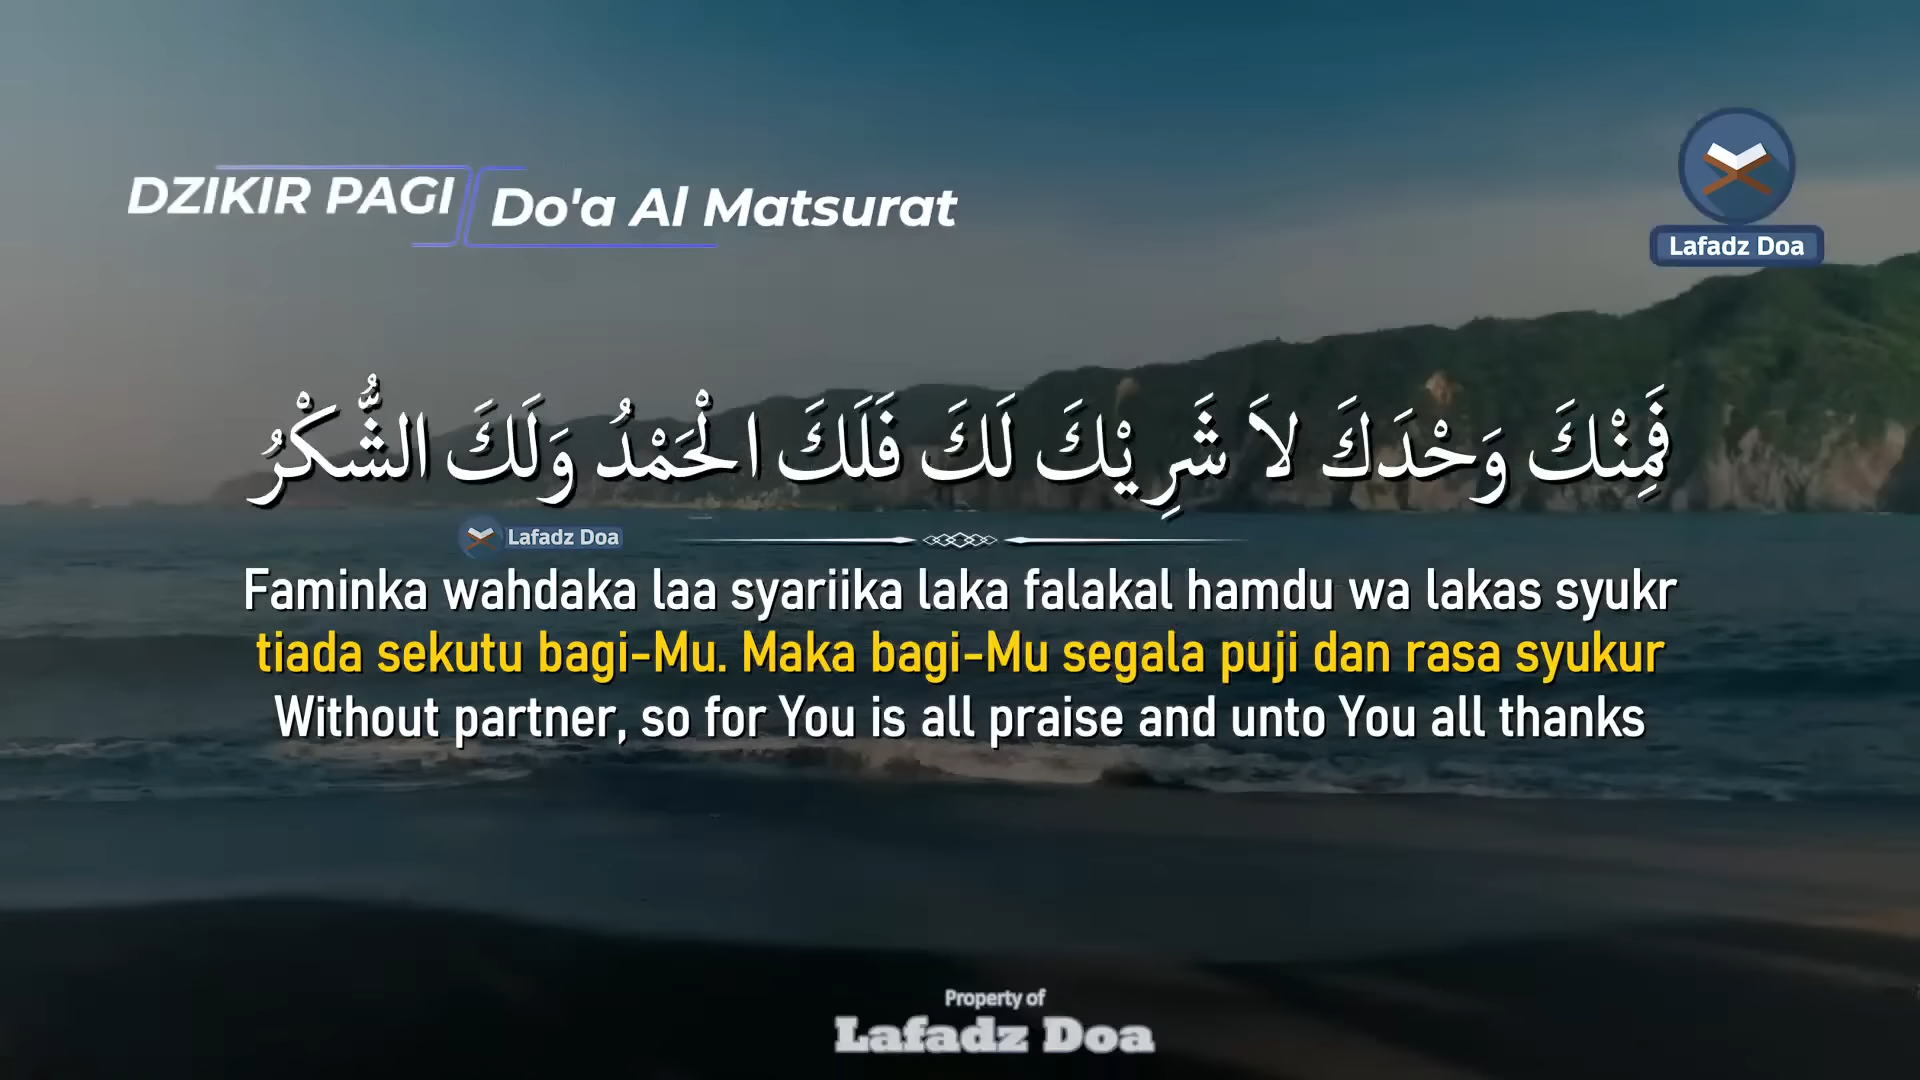 DZIKIR PAGI
Do'a Al Matsurat
Lafadz Doa
فَمِنْكَ وَحْدَكَ لاَ شَرِيْكَ لَكَ فَلَكَ الْحَمْدُ وَلَكَ الشُّكْرُ
Lafadz Doa
Faminka wahdaka laa syariika laka falakal hamdu wa lakas syukr
tiada sekutu bagi-Mu. Maka bagi-Mu segala puji dan rasa syukur
Without partner, so for You is all praise and unto You all thanks
Property of
Lafadz Doa